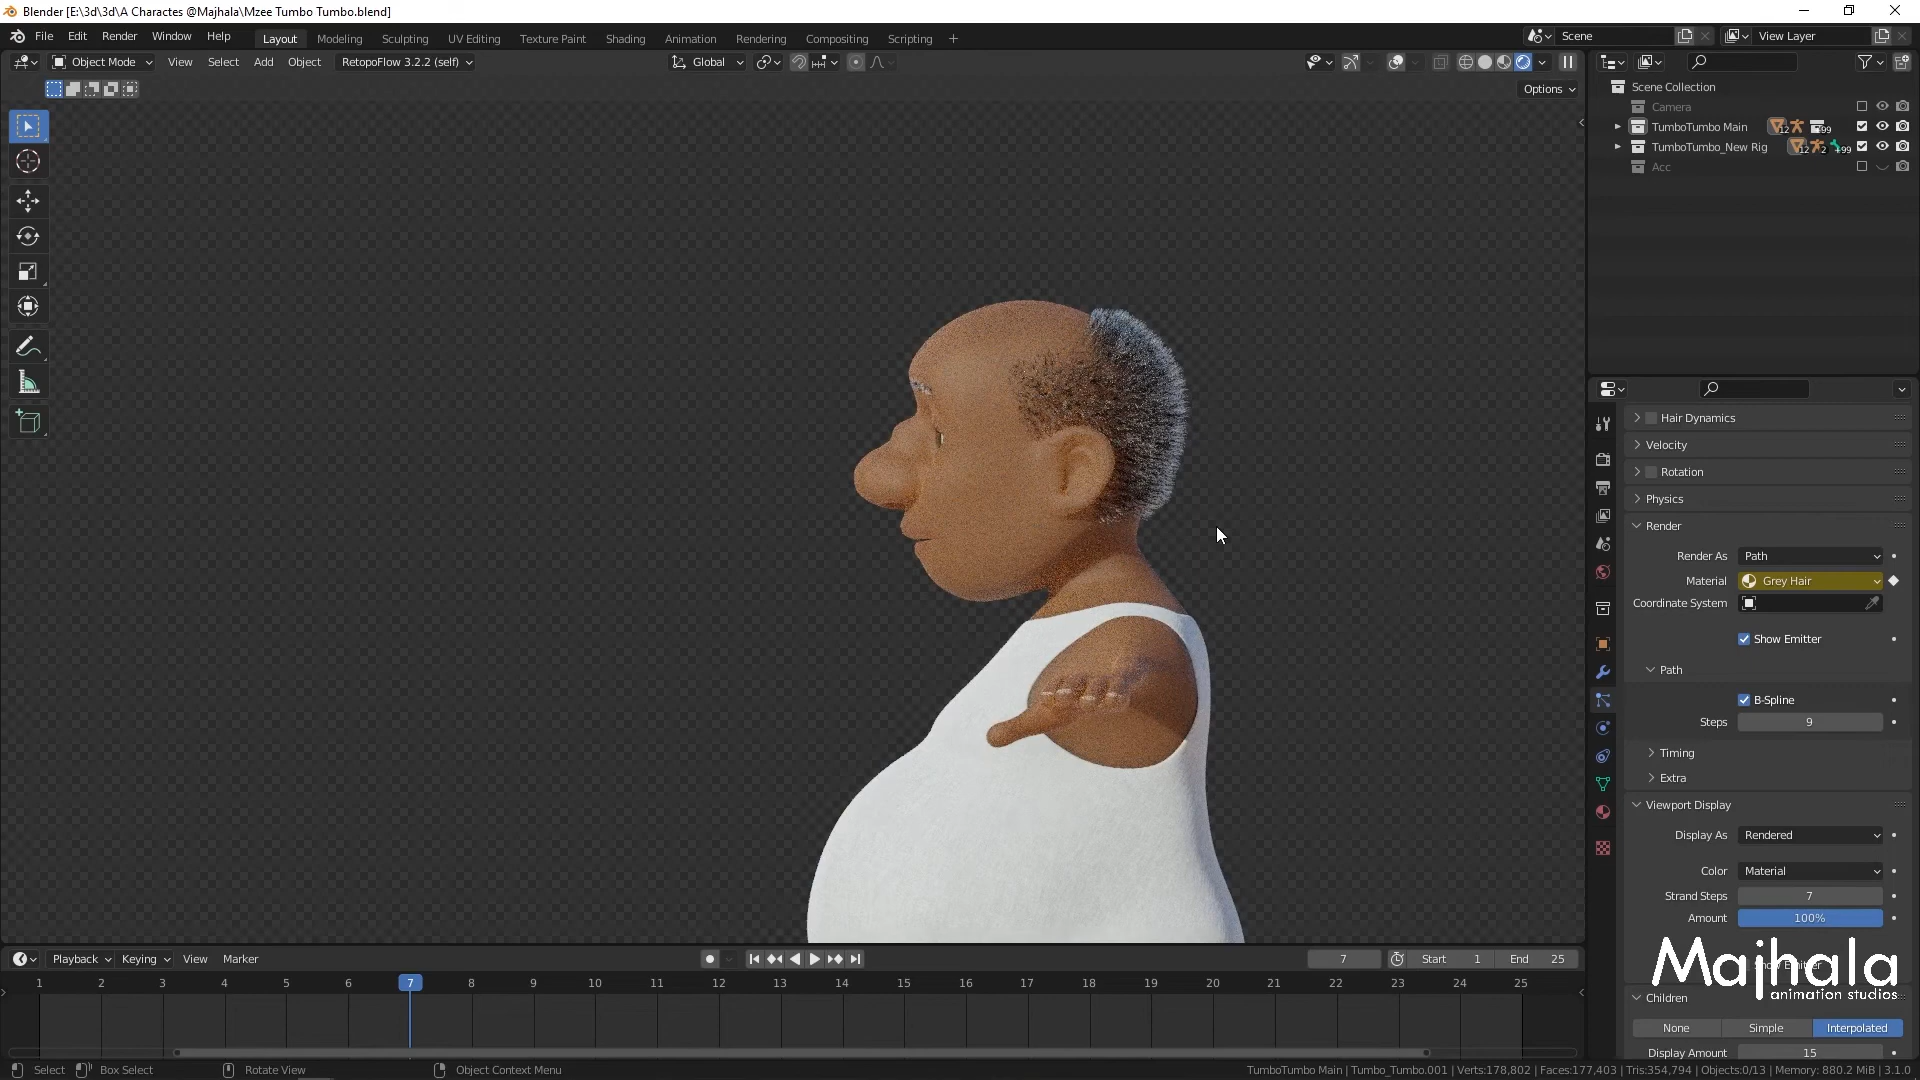 Blender [E:\3d\3d\A Charactes @Majhala\Mzee Tumbo Tumbo.blend]
File Edit Render Window Help Layout Modeling Sculpting UV Editing Texture Paint Shading Animation Rendering Compositing Scripting + Scene View Layer
Object Mode View Select Add Object RetopoFlow 3.2.2 (self) Global
Options
Scene Collection
Camera
TumboTumbo Main 12 99
TumboTumbo_New Rig 12 2 99
Acc
Hair Dynamics
Velocity
Rotation
Physics
Render
Render As Path
Material Grey Hair
Coordinate System
Show Emitter
Path
B-Spline
Steps 9
Timing
Extra
Viewport Display
Display As Rendered
Color Material
Strand Steps 7
Amount 100%
Majhala
animation studios
Children
None Simple Interpolated
Display Amount 15
Playback Keying View Marker 7 Start 1 End 25
1 2 3 4 5 6 7 8 9 10 11 12 13 14 15 16 17 18 19 20 21 22 23 24 25
Select Box Select Rotate View Object Context Menu TumboTumbo Main | Tumbo_Tumbo.001 | Verts:178,802 | Faces:177,403 | Tris:354,794 | Objects:0/13 | Memory: 880.2 MiB | 3.1.0